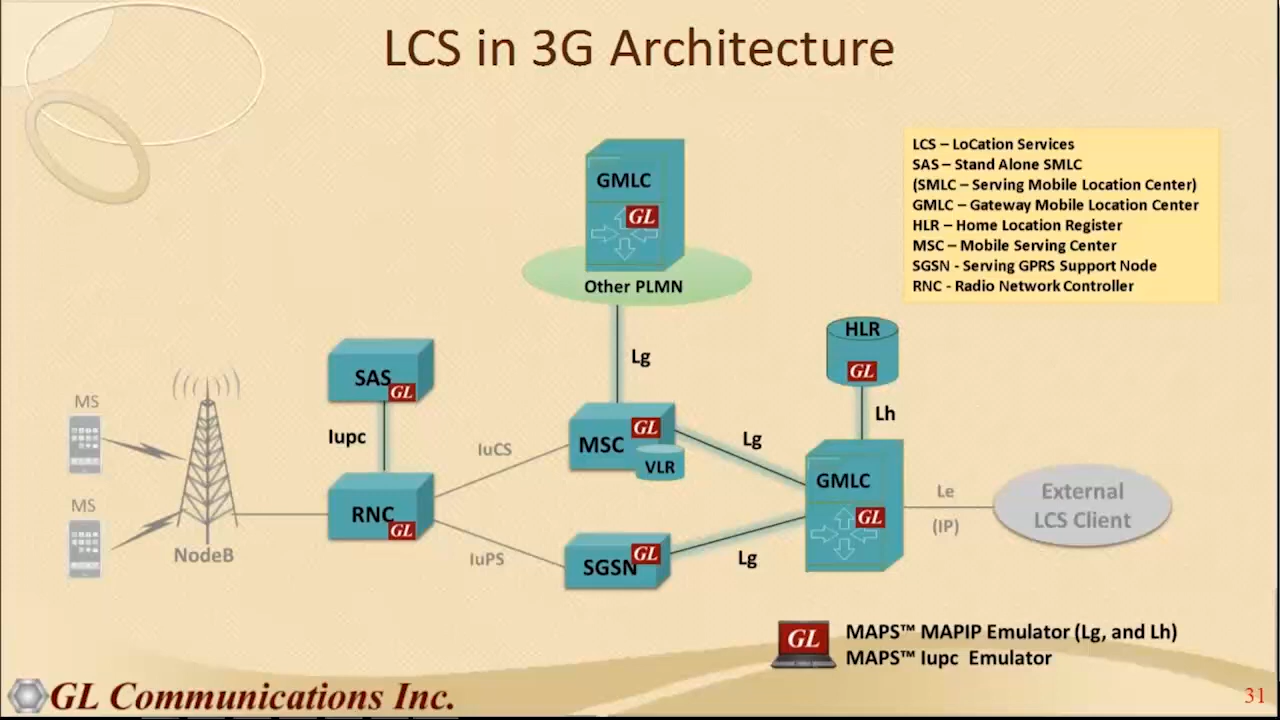 LCS in 3G Architecture
LCS – LoCation Services
SAS – Stand Alone SMLC
(SMLC – Serving Mobile Location Center)
GMLC – Gateway Mobile Location Center
HLR – Home Location Register
MSC – Mobile Serving Center
SGSN - Serving GPRS Support Node
RNC - Radio Network Controller
GMLC
GL
Other PLMN
Lg
HLR
GL
Lh
SAS
GL
Iupc
MS
MS
NodeB
RNC
GL
IuCS
IuPS
MSC
GL
VLR
Lg
SGSN
GL
Lg
GMLC
GL
Le
(IP)
External
LCS Client
GL
MAPS™ MAPIP Emulator (Lg, and Lh)
MAPS™ Iupc Emulator
GL Communications Inc.
31